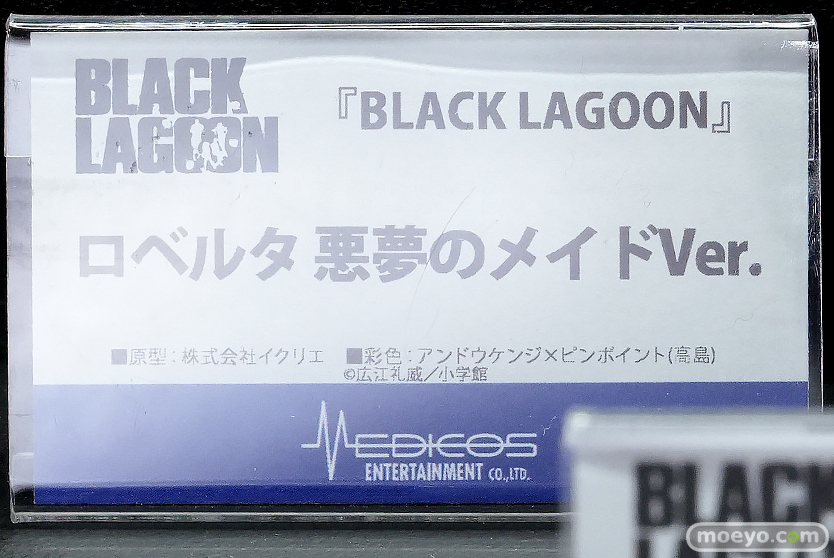 BLACK
LAGOON
『BLACK LAGOON』
ロベルタ 悪夢のメイドVer.
■原型：株式会社イクリエ ■彩色：アンドウケンジ×ピンポイント(高島)
©広江礼威／小学館
MEDICOS
ENTERTAINMENT CO.,LTD.
BLACK
moeyo.com